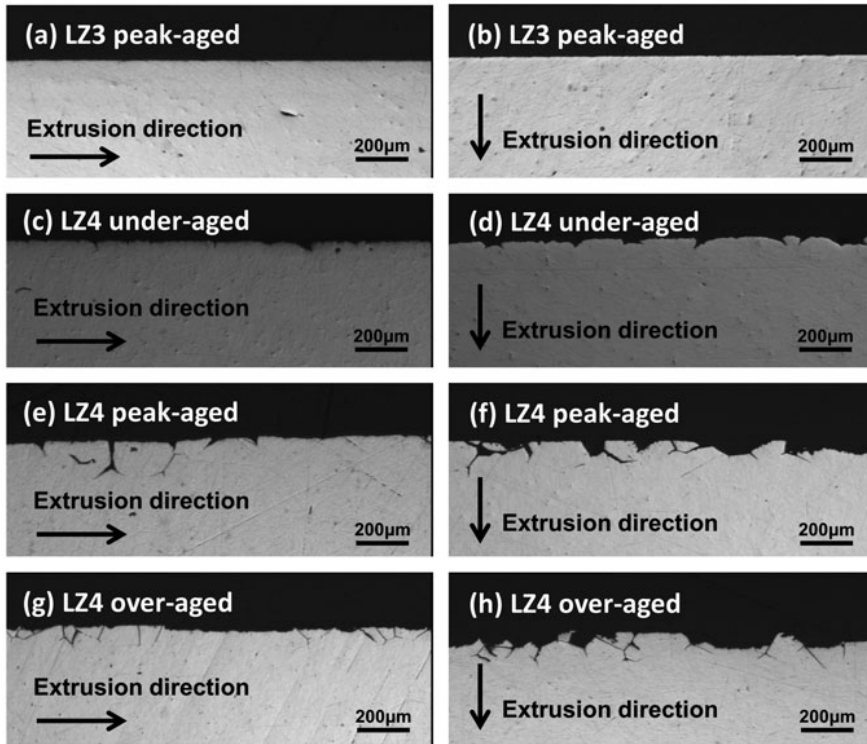 (a) LZ3 peak-aged
Extrusion direction
200µm
(b) LZ3 peak-aged
Extrusion direction
200µm
(c) LZ4 under-aged
Extrusion direction
200µm
(d) LZ4 under-aged
Extrusion direction
200µm
(e) LZ4 peak-aged
Extrusion direction
200µm
(f) LZ4 peak-aged
Extrusion direction
200µm
(g) LZ4 over-aged
Extrusion direction
200µm
(h) LZ4 over-aged
Extrusion direction
200µm